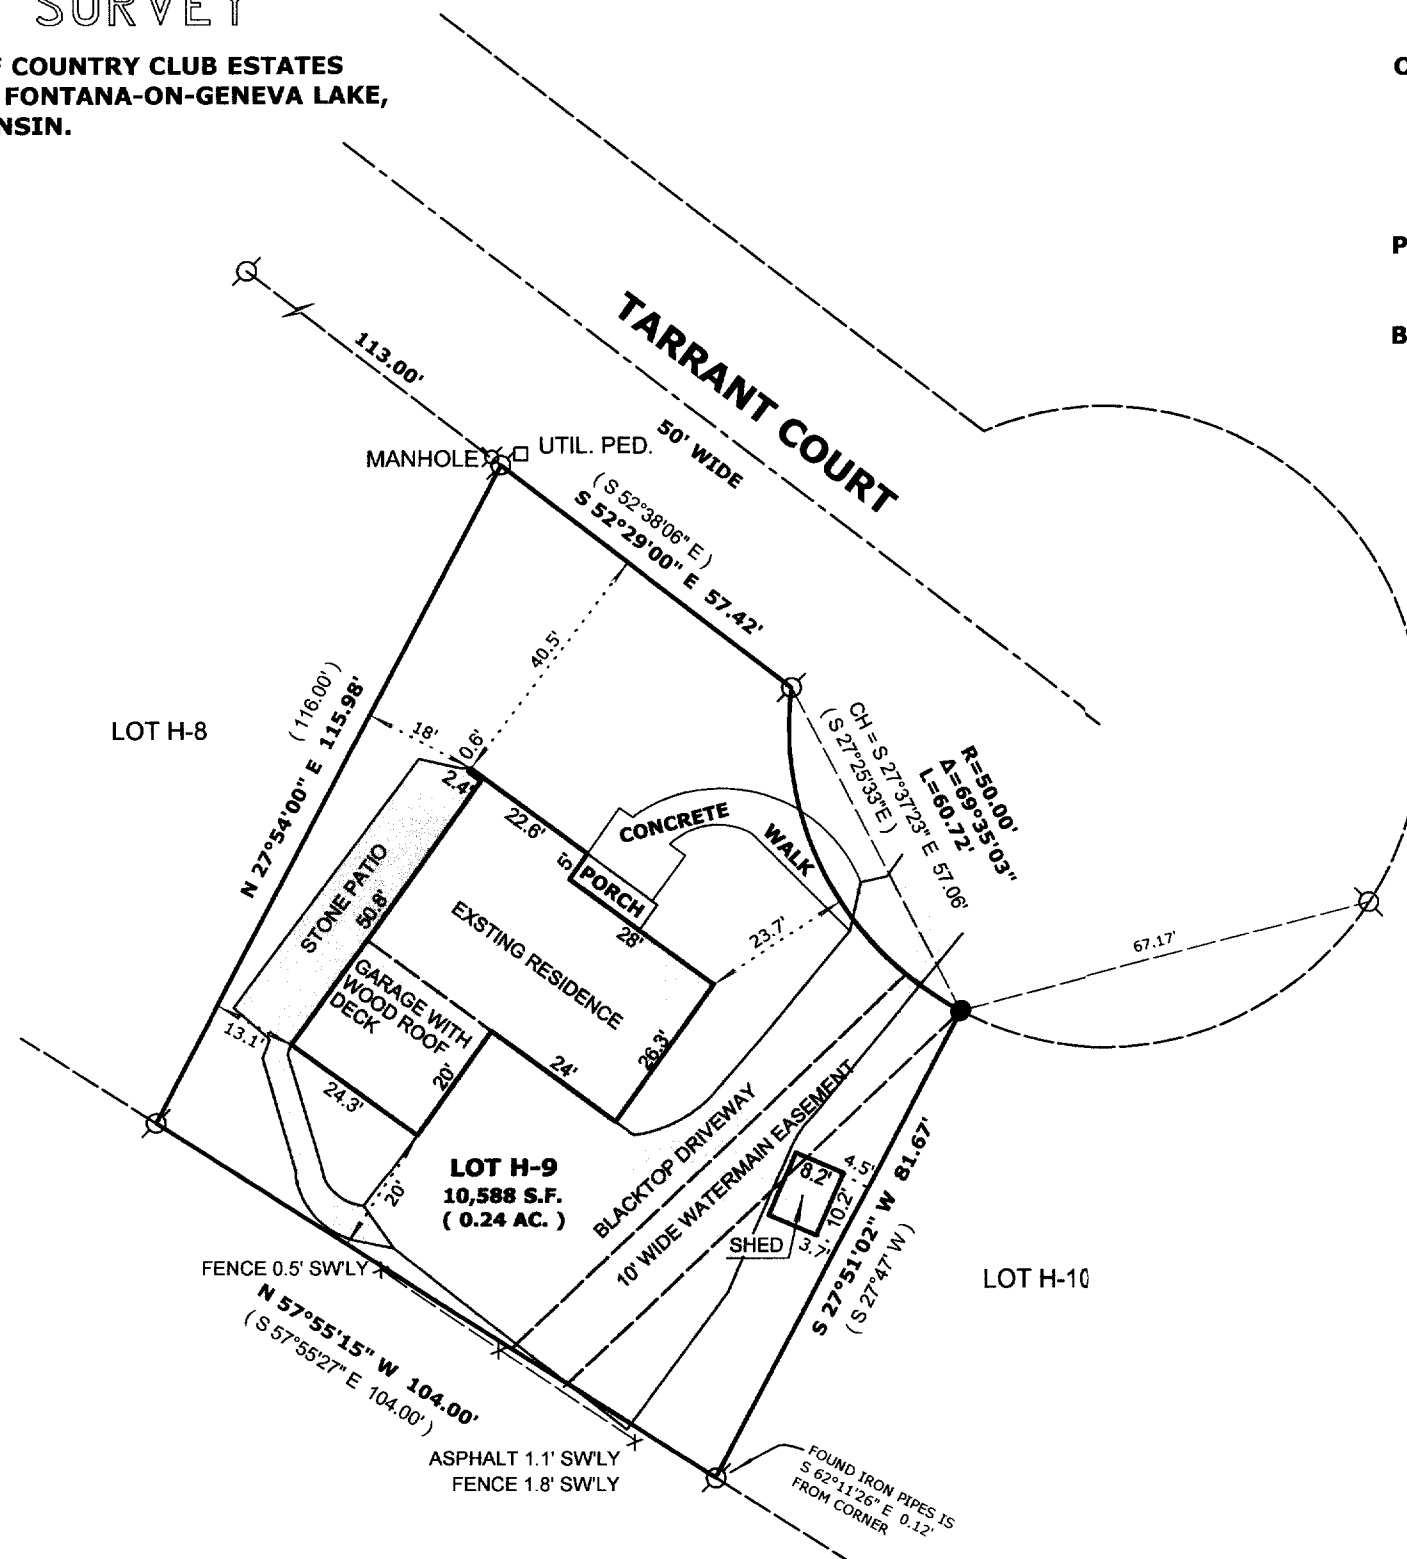 SURVEY
COUNTRY CLUB ESTATES
FONTANA-ON-GENEVA LAKE,
NSIN.
C
P
B
113.00'
TARRANT COURT
50' WIDE
MANHOLE
UTIL. PED.
( S 52°38'06" E )
S 52°29'00" E 57.42'
40.5'
LOT H-8
( 116.00' )
N 27°54'00" E 115.98'
18'
0.6'
2.4'
22.6'
5'
CONCRETE
WALK
PORCH
CH = S 27°37'23" E 57.06'
( S 27°25'33"E )
R=50.00'
Δ=69°35'03"
L=60.72'
STONE PATIO
50.8'
EXSTING RESIDENCE
28'
23.7'
67.17'
GARAGE WITH
WOOD ROOF
DECK
13.1'
24.3'
20'
24'
26.3'
LOT H-9
10,588 S.F.
( 0.24 AC. )
20'
BLACKTOP DRIVEWAY
10' WIDE WATERMAIN EASEMENT
8.2'
4.5'
10.2'
3.7'
SHED
S 27°51'02" W 81.67'
( S 27°47' W )
LOT H-10
FENCE 0.5' SW'LY
N 57°55'15" W 104.00'
( S 57°55'27" E 104.00' )
ASPHALT 1.1' SW'LY
FENCE 1.8' SW'LY
FOUND IRON PIPES IS
S 62°11'26" E 0.12'
FROM CORNER